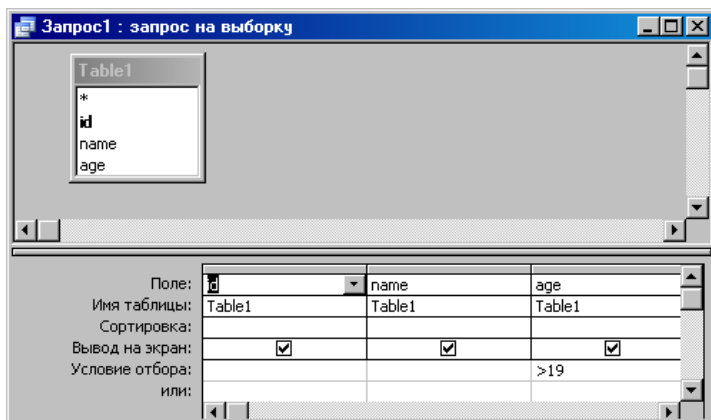 Запрос1 : запрос на выборку
Table1
*
id
name
age
Поле: id name age
Имя таблицы: Table1 Table1 Table1
Сортировка:
Вывод на экран:
Условие отбора: >19
или: